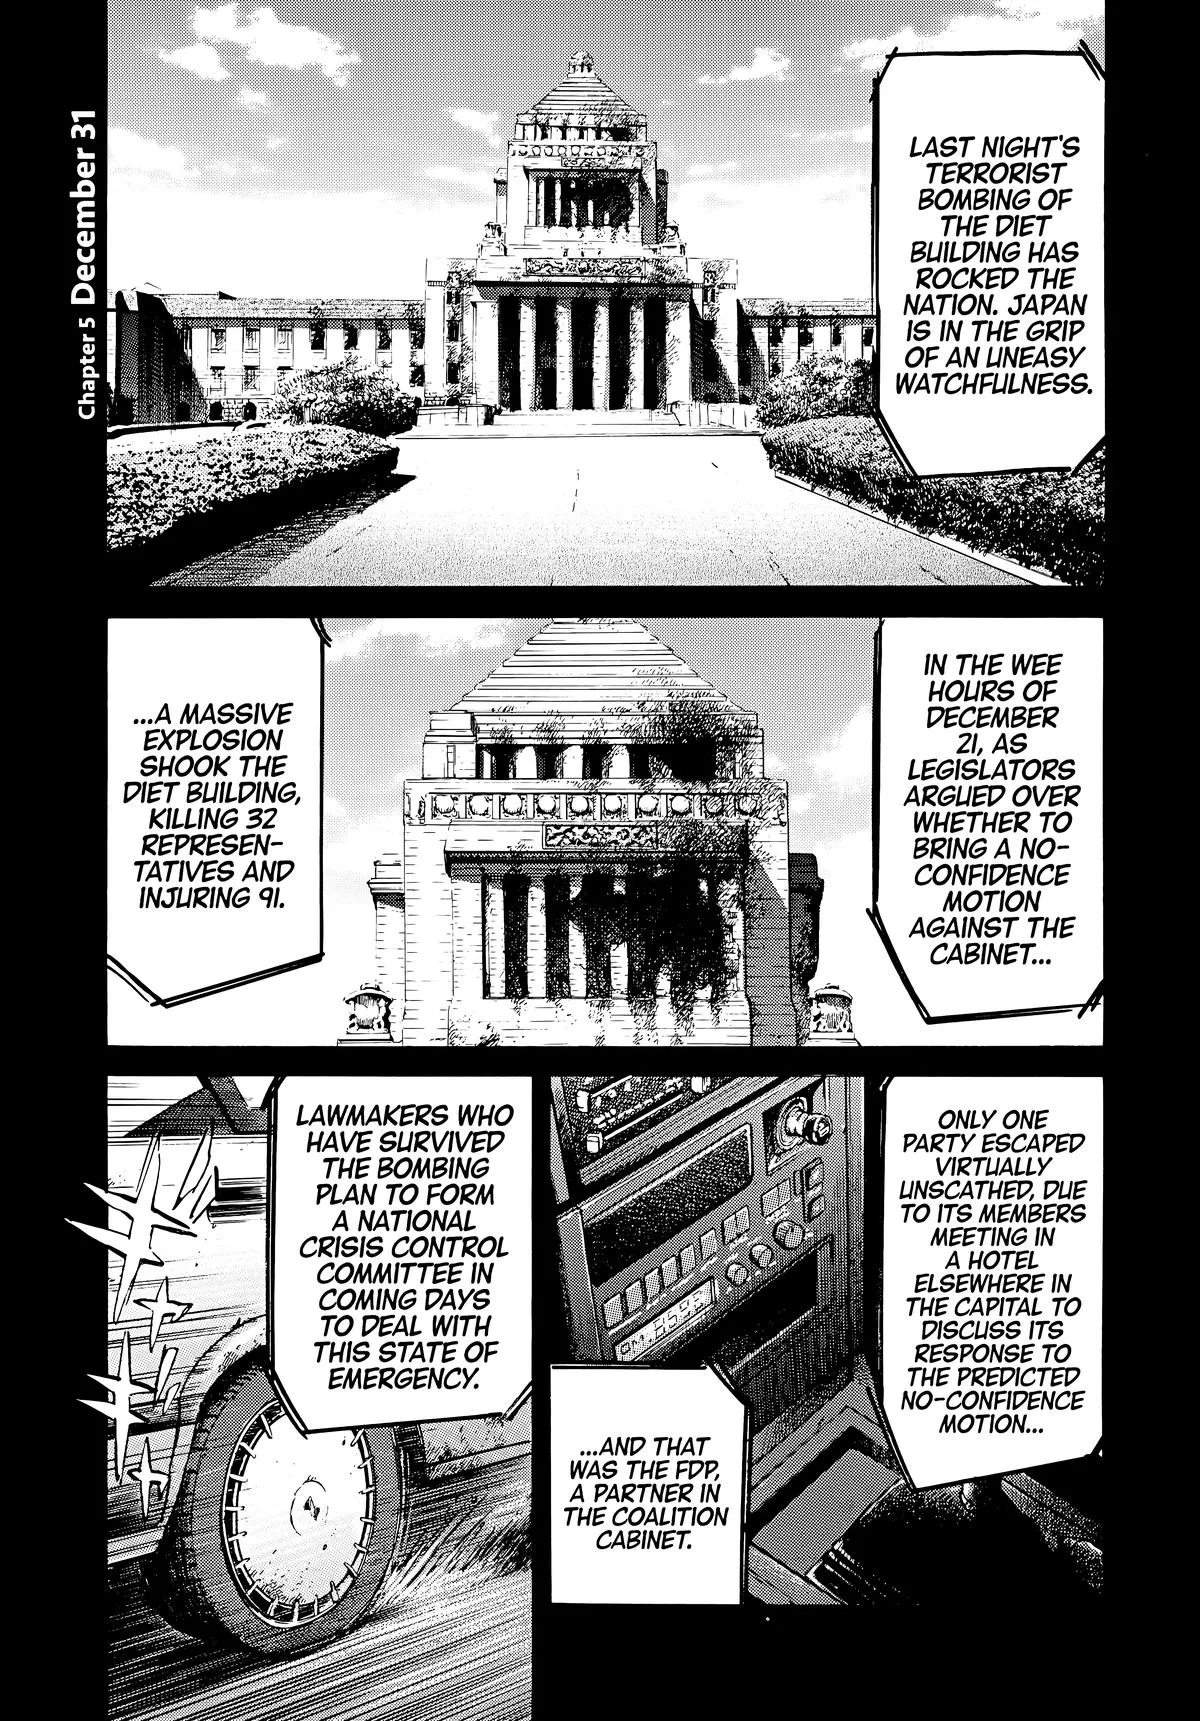 Chapter 5 December 31
LAST NIGHT'S
TERRORIST
BOMBING OF
THE DIET
BUILDING HAS
ROCKED THE
NATION. JAPAN
IS IN THE GRIP
OF AN UNEASY
WATCHFULNESS.
IN THE WEE
HOURS OF
DECEMBER
21, AS
LEGISLATORS
ARGUED OVER
WHETHER TO
BRING A NO-
CONFIDENCE
MOTION
AGAINST THE
CABINET...
...A MASSIVE
EXPLOSION
SHOOK THE
DIET BUILDING,
KILLING 32
REPRESEN-
TATIVES AND
INJURING 91.
ONLY ONE
PARTY ESCAPED
VIRTUALLY
UNSCATHED, DUE
TO ITS MEMBERS
MEETING IN
A HOTEL
ELSEWHERE IN
THE CAPITAL TO
DISCUSS ITS
RESPONSE TO
THE PREDICTED
NO-CONFIDENCE
MOTION...
...AND THAT
WAS THE FDP,
A PARTNER IN
THE COALITION
CABINET.
LAWMAKERS WHO
HAVE SURVIVED
THE BOMBING
PLAN TO FORM
A NATIONAL
CRISIS CONTROL
COMMITTEE IN
COMING DAYS
TO DEAL WITH
THIS STATE OF
EMERGENCY.